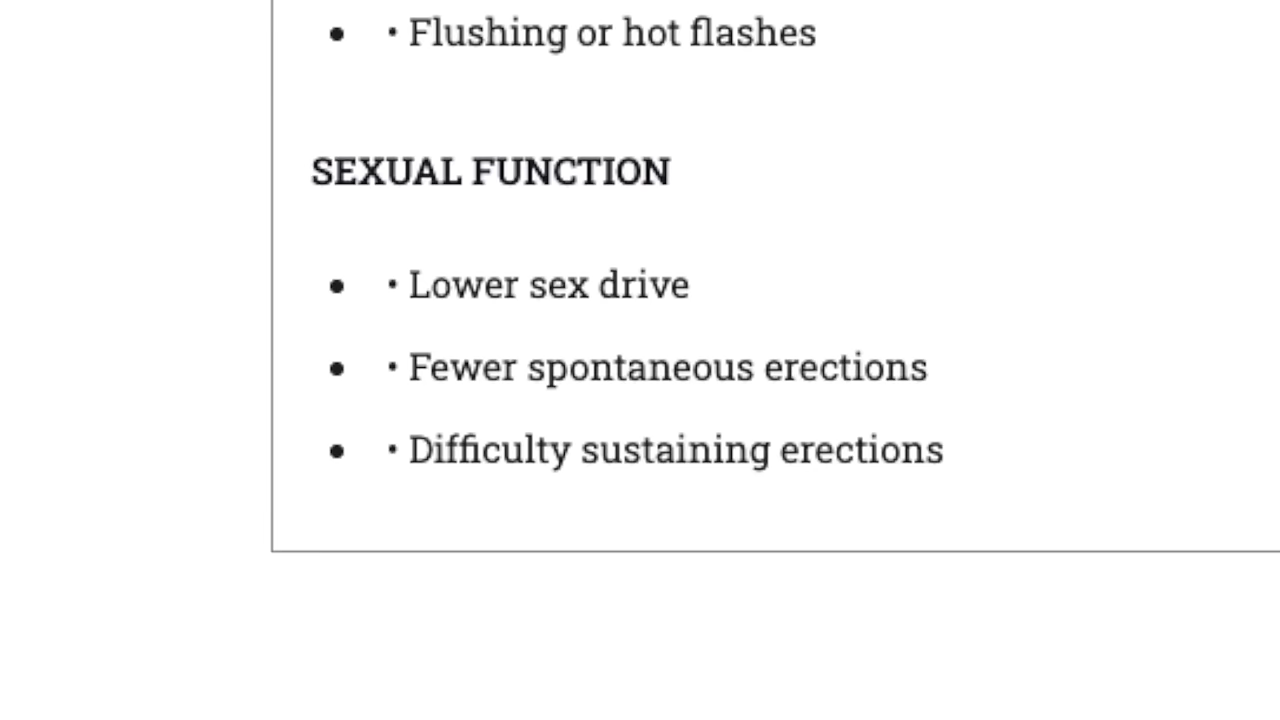 • • Flushing or hot flashes
SEXUAL FUNCTION
• • Lower sex drive
• • Fewer spontaneous erections
• • Difficulty sustaining erections